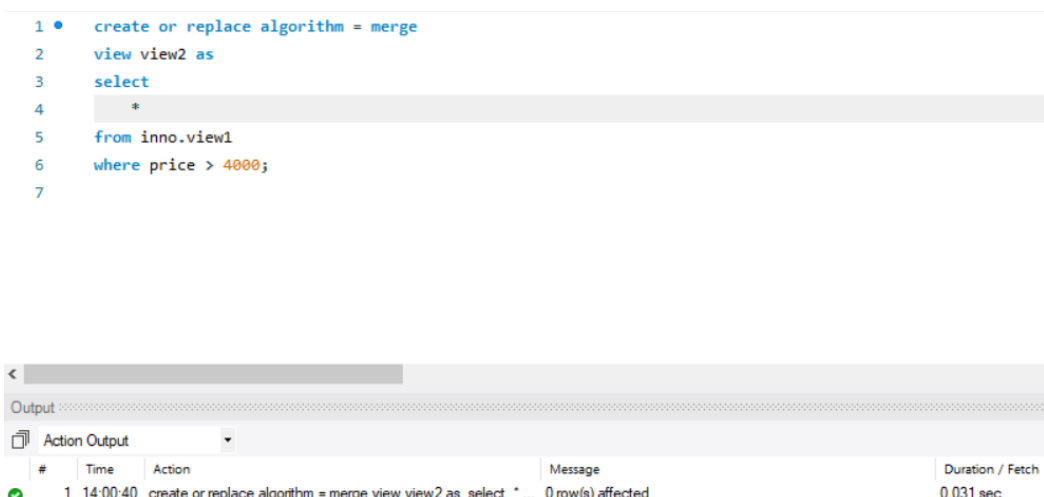 1 create or replace algorithm = merge
2 view view2 as
3 select
4 *
5 from inno.view1
6 where price > 4000;
7
Output
Action Output
# Time Action Message Duration / Fetch
1 14:00:40 create or replace algorithm = merge view view2 as select * ... 0 row(s) affected 0.031 sec